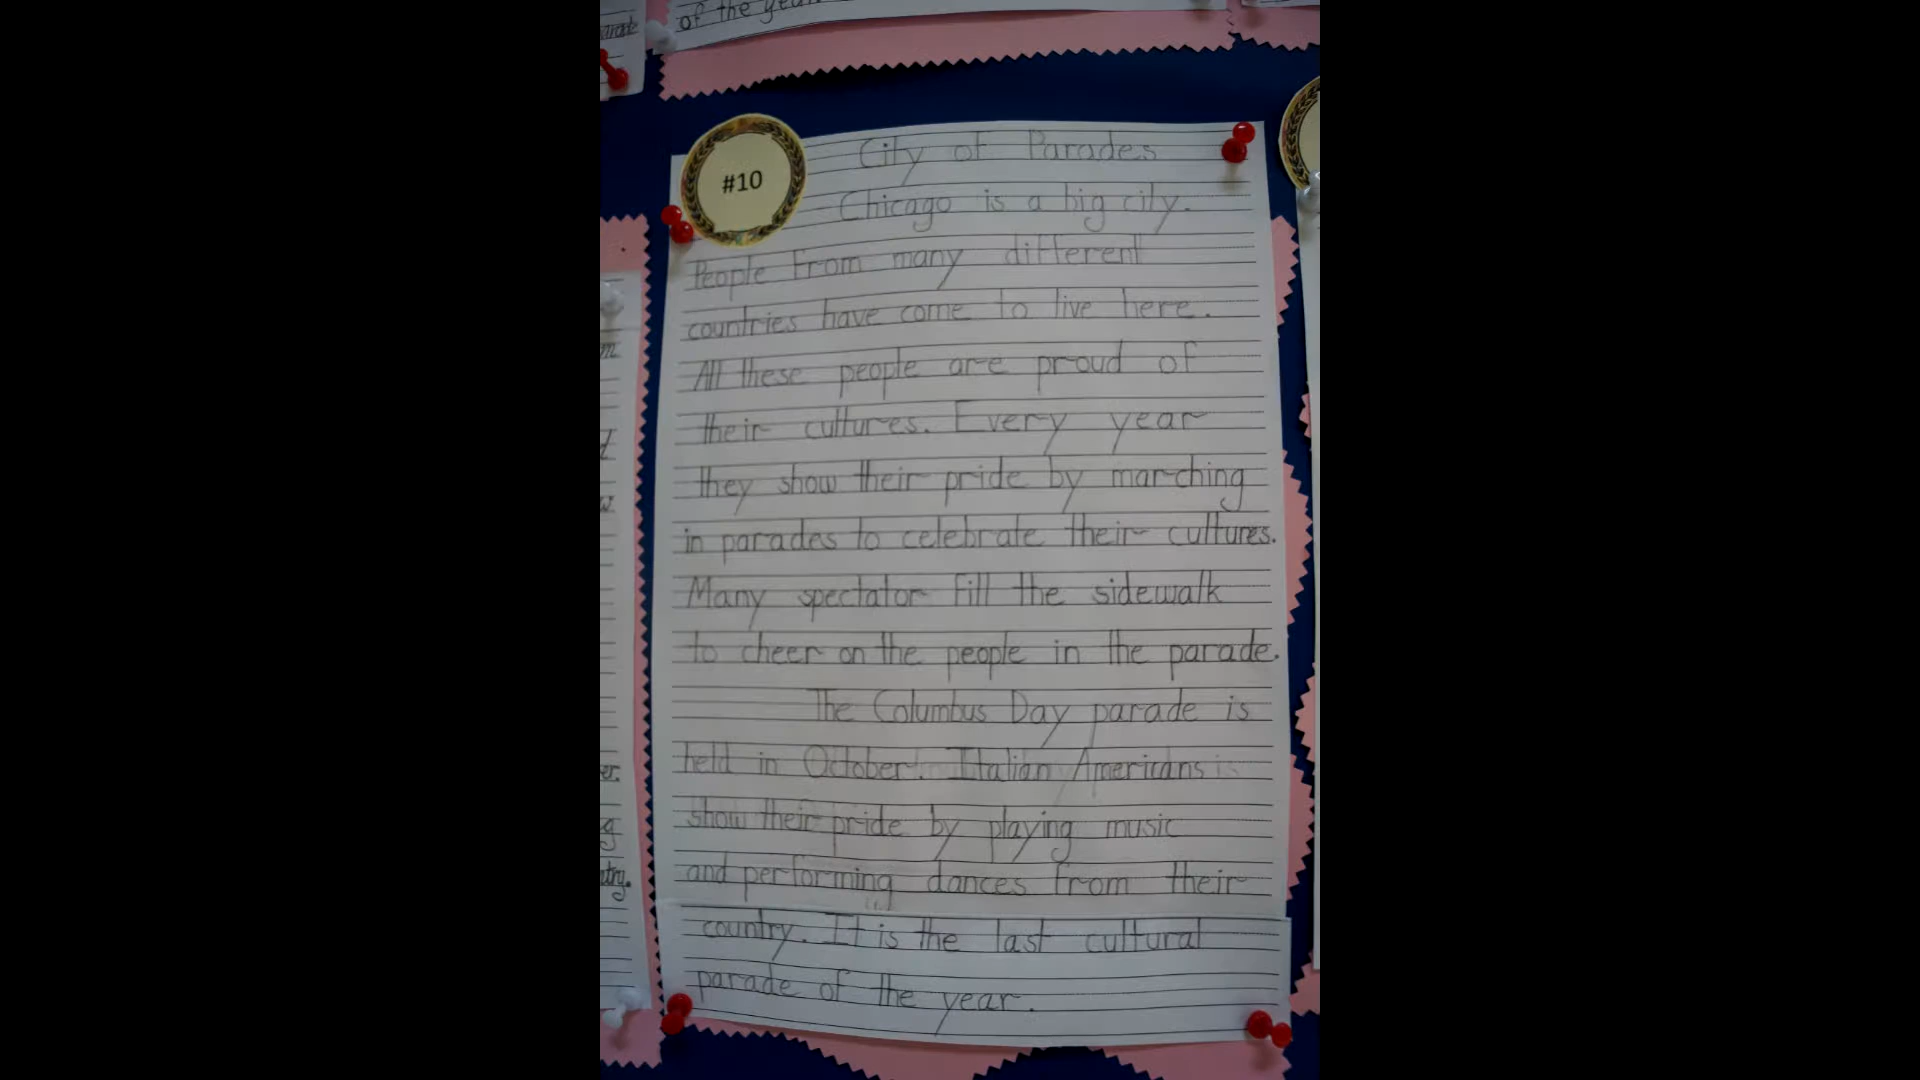 of the year.
parade
#10
City of Parades
Chicago is a big city.
People from many different
countries have come to live here.
All these people are proud of
their cultures. Every year
they show their pride by marching
in parades to celebrate their cultures.
Many spectator fill the sidewalk
to cheer on the people in the parade.
The Columbus Day parade is
held in October. Italian Americans
show their pride by playing music
and performing dances from their
country. It is the last cultural
parade of the year.